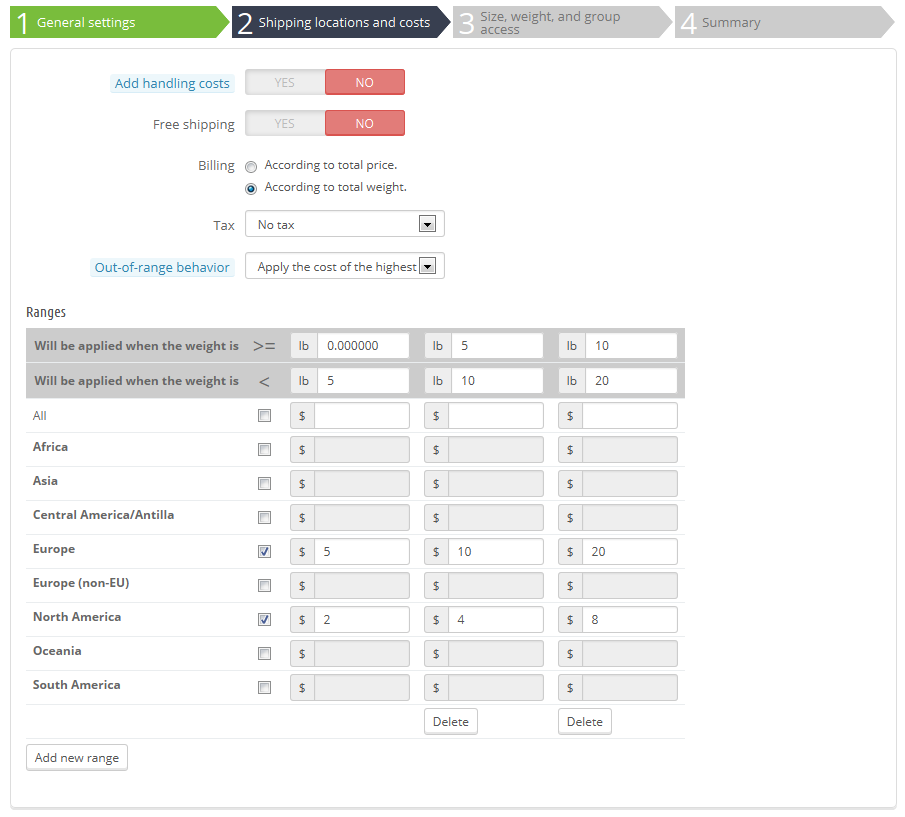 1 General settings
2 Shipping locations and costs
3 Size, weight, and group
access
4 Summary
Add handling costs YES NO
Free shipping YES NO
Billing According to total price.
According to total weight.
Tax No tax
Out-of-range behavior Apply the cost of the highest
Ranges
Will be applied when the weight is >= lb 0.000000 lb 5 lb 10
Will be applied when the weight is < lb 5 lb 10 lb 20
All $ $ $
Africa $ $ $
Asia $ $ $
Central America/Antilla $ $ $
Europe $ 5 $ 10 $ 20
Europe (non-EU) $ $ $
North America $ 2 $ 4 $ 8
Oceania $ $ $
South America $ $ $
Delete Delete
Add new range